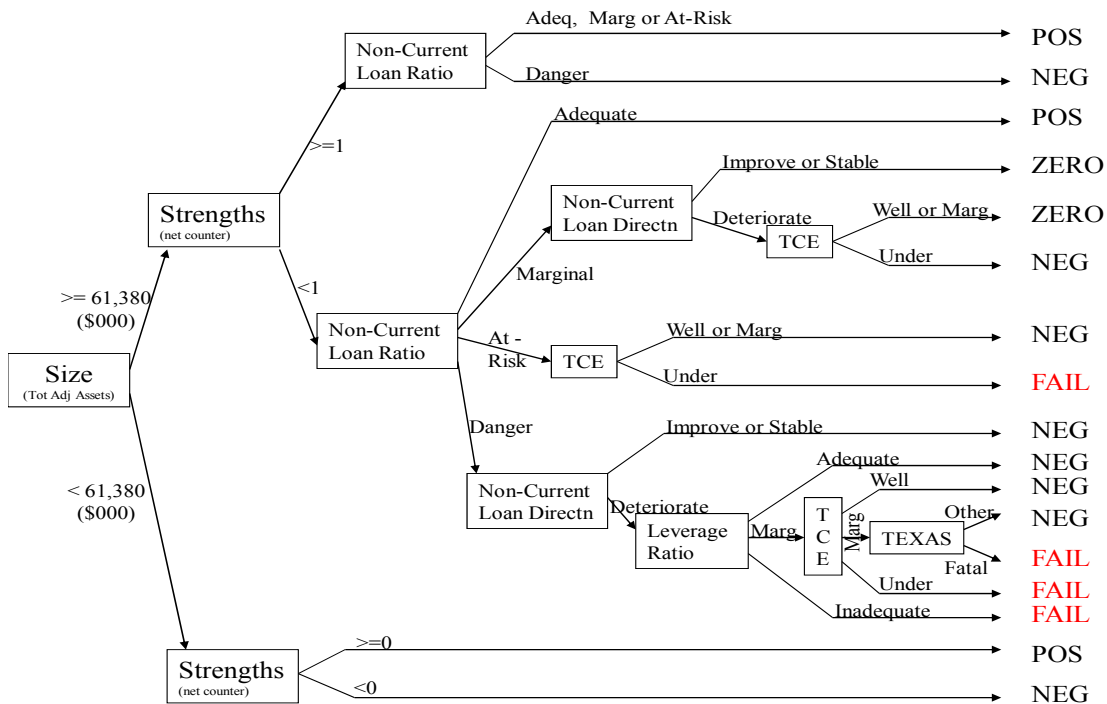 Adeq, Marg or At-Risk
POS
Non-Current
Loan Ratio
Danger
NEG
Adequate
POS
>=1
Improve or Stable
ZERO
Strengths
(net counter)
Non-Current
Loan Directn
Deteriorate
Well or Marg
ZERO
TCE
Under
NEG
Marginal
<1
>= 61,380
($000)
Non-Current
Loan Ratio
At -
Risk
Well or Marg
NEG
TCE
Under
FAIL
Size
(Tot Adj Assets)
Danger
Improve or Stable
NEG
Adequate
NEG
Well
NEG
< 61,380
($000)
Non-Current
Loan Directn
Deteriorate
Leverage
Ratio
Marg
T
C
E
Marg
TEXAS
Other
NEG
Fatal
FAIL
Under
FAIL
Inadequate
FAIL
>=0
POS
Strengths
(net counter)
<0
NEG